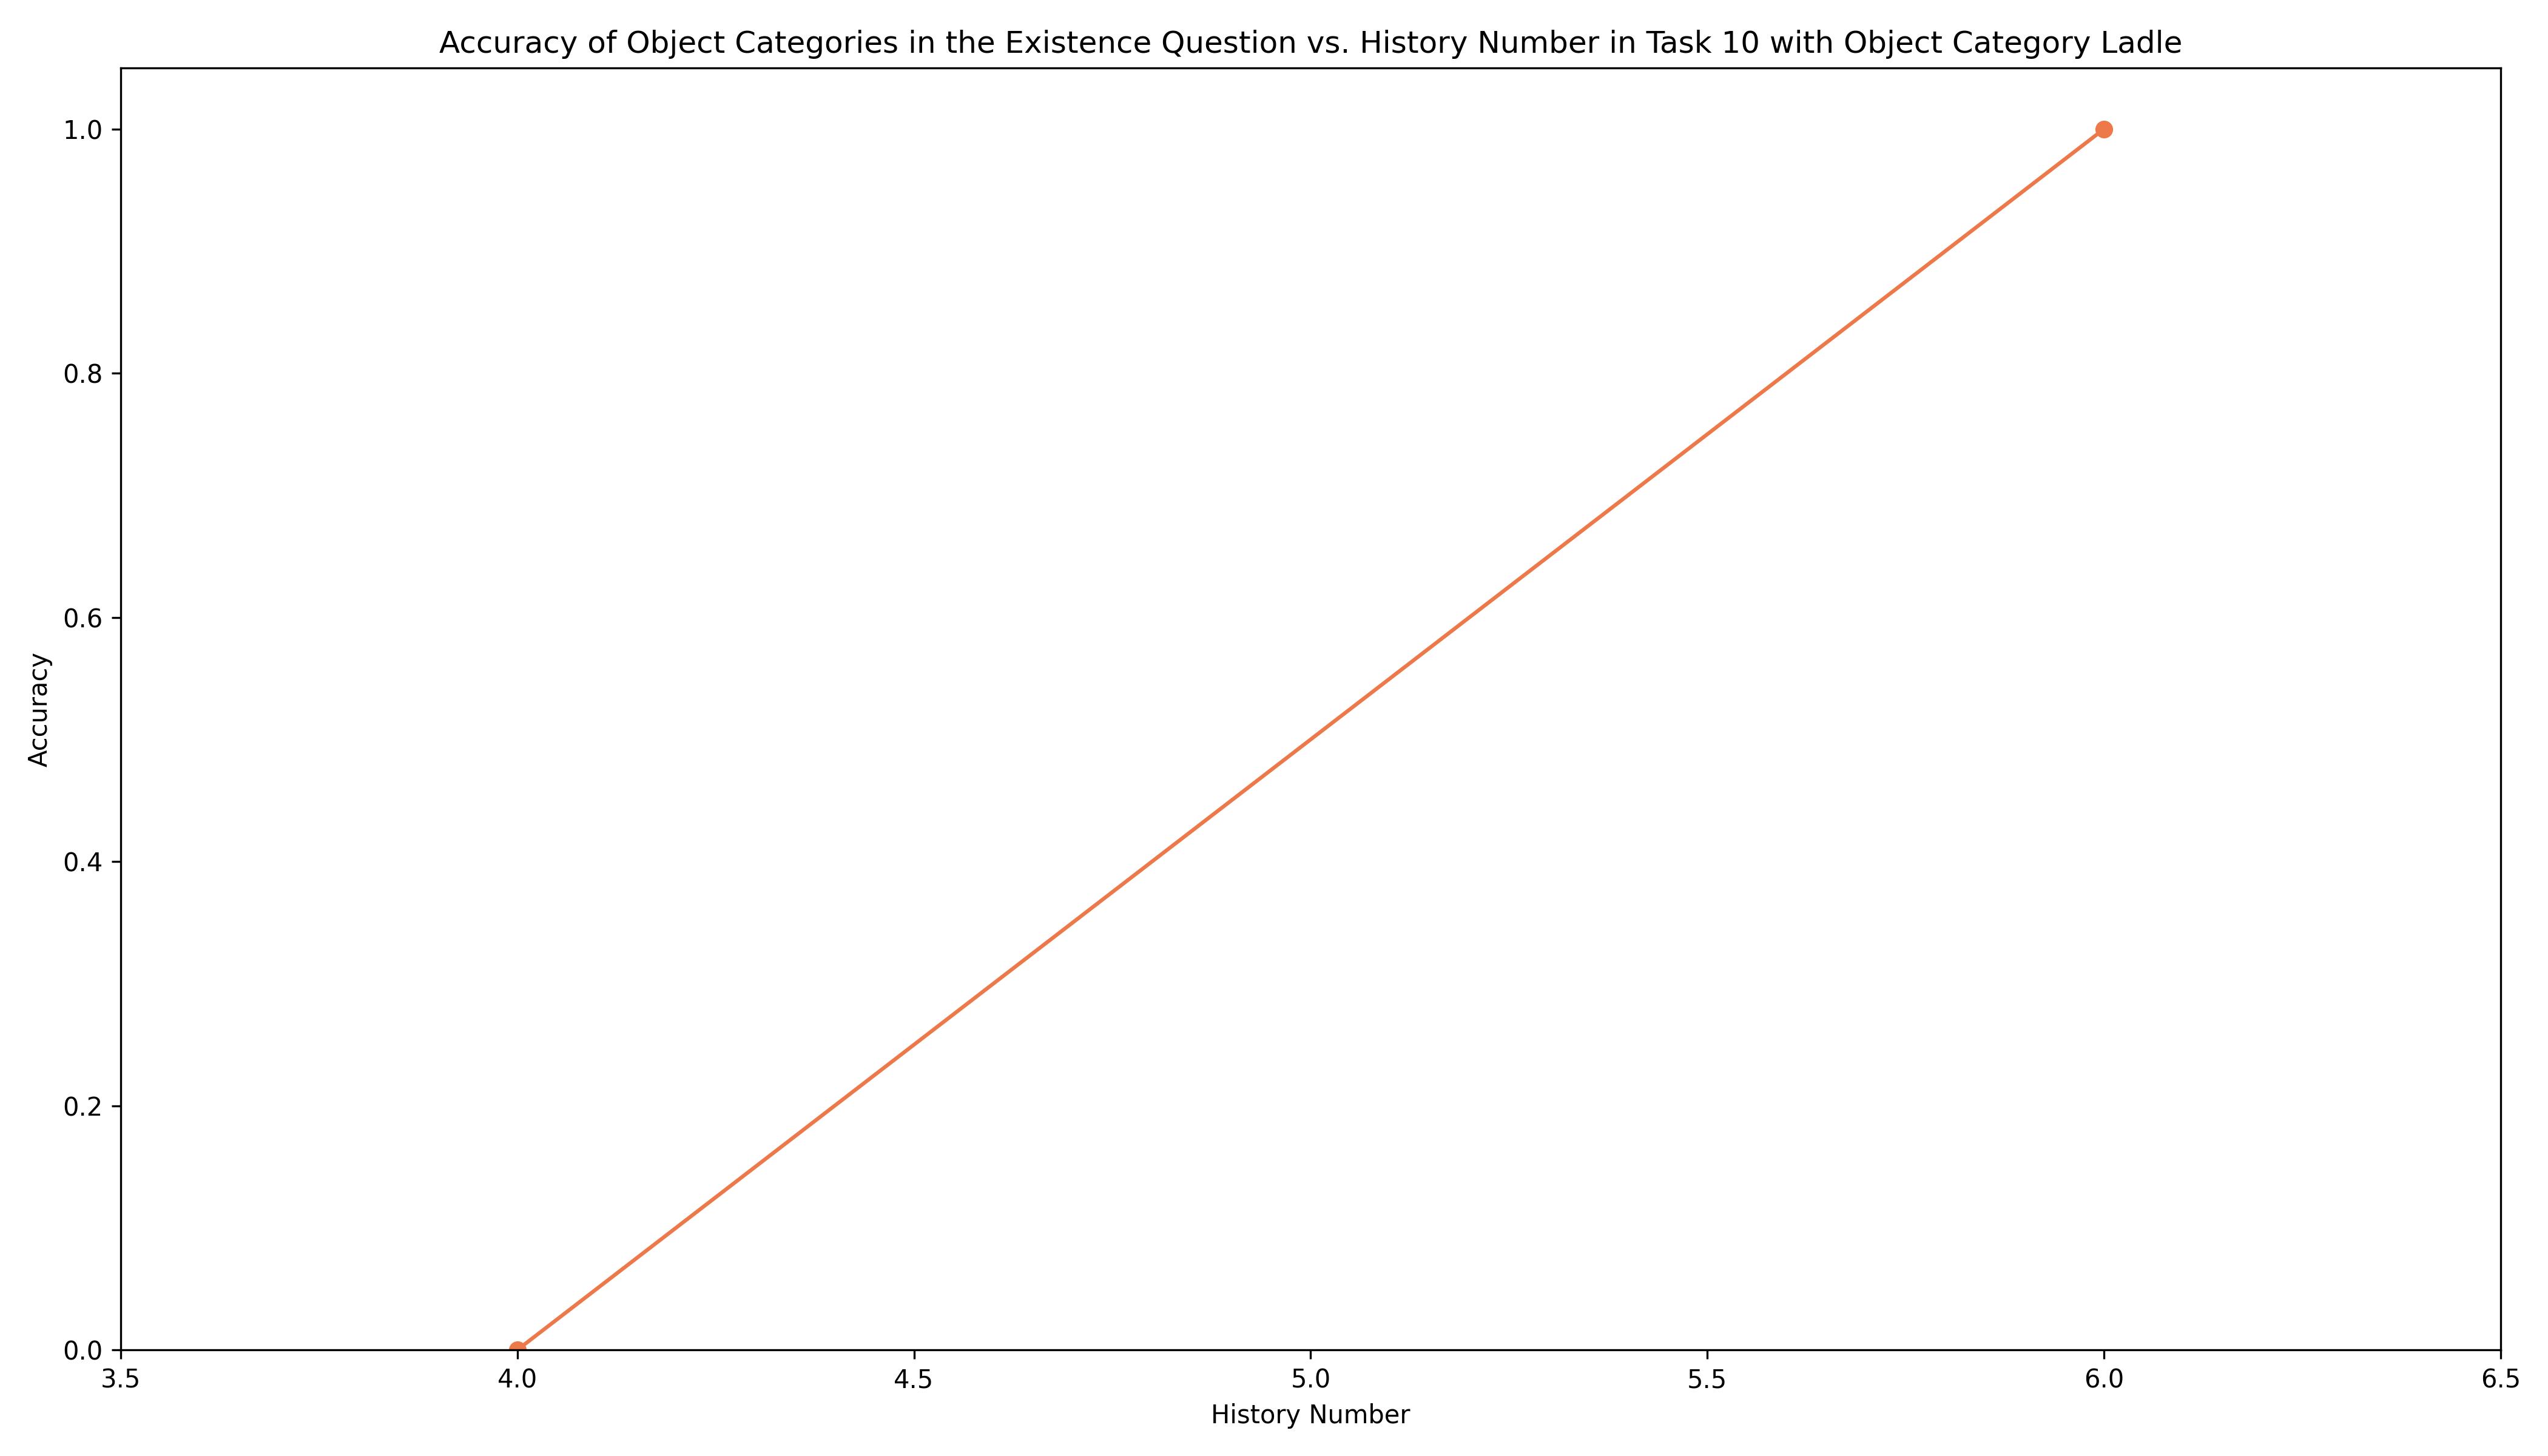 Accuracy of Object Categories in the Existence Question vs. History Number in Task 10 with Object Category Ladle
1.0
0.8
0.6
0.4
0.2
0.0
Accuracy
3.5 4.0 4.5 5.0 5.5 6.0 6.5
History Number